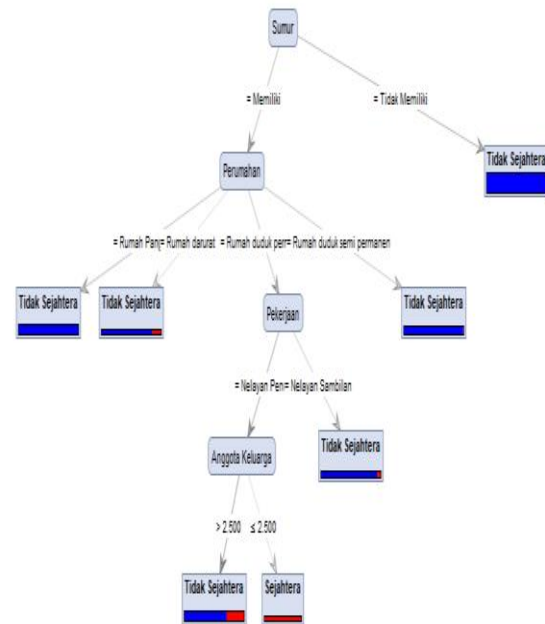 Sumur
= Memiliki
= Tidak Memiliki
Tidak Sejahtera
Perumahan
= Rumah Panj= Rumah darurat
= Rumah duduk perr= Rumah duduk semi permanen
Tidak Sejahtera
Tidak Sejahtera
Pekerjaan
Tidak Sejahtera
= Nelayan Pen= Nelayan Sambilan
Anggota Keluarga
Tidak Sejahtera
> 2.500
≤ 2.500
Tidak Sejahtera
Sejahtera